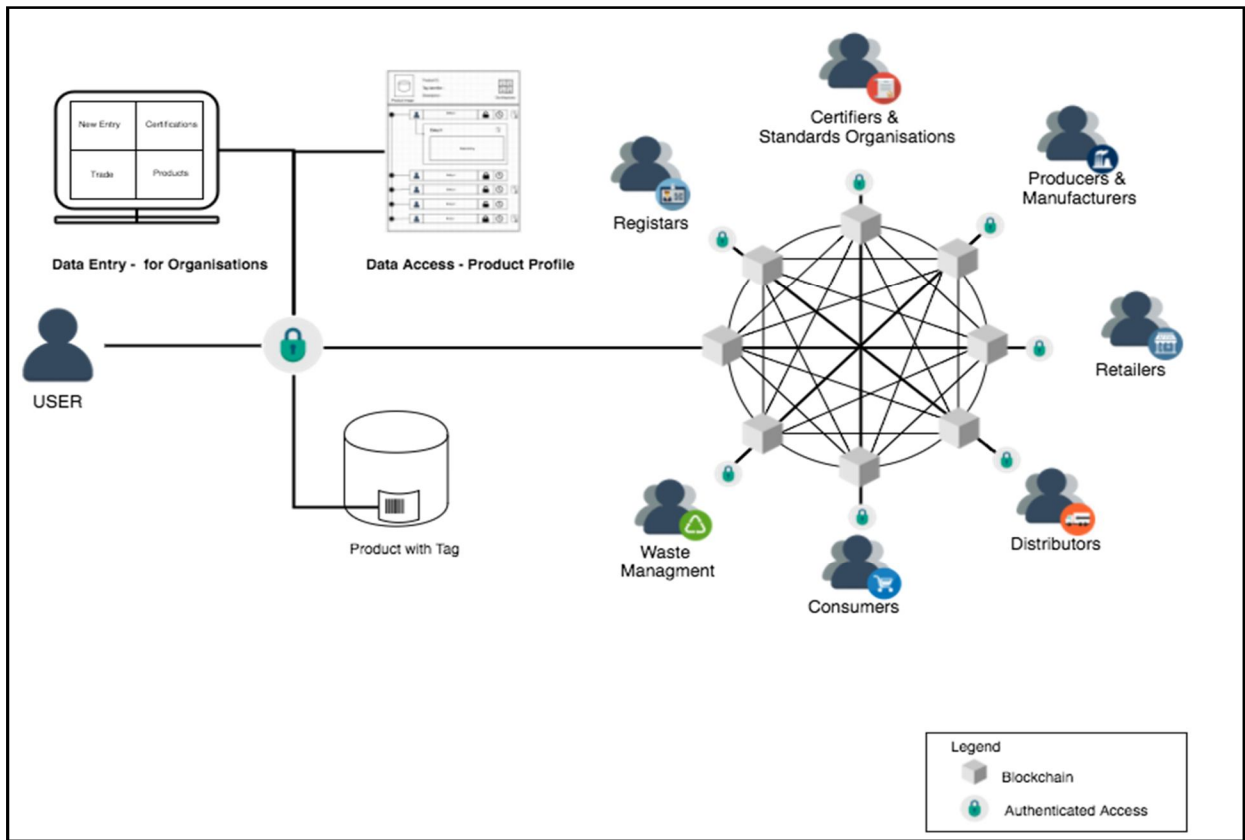 New Entry
Certifications
Trade
Products
Data Entry - for Organisations
Data Access - Product Profile
USER
Product with Tag
Certifiers &
Standards Organisations
Producers &
Manufacturers
Registars
Retailers
Distributors
Consumers
Waste
Managment
Legend
Blockchain
Authenticated Access